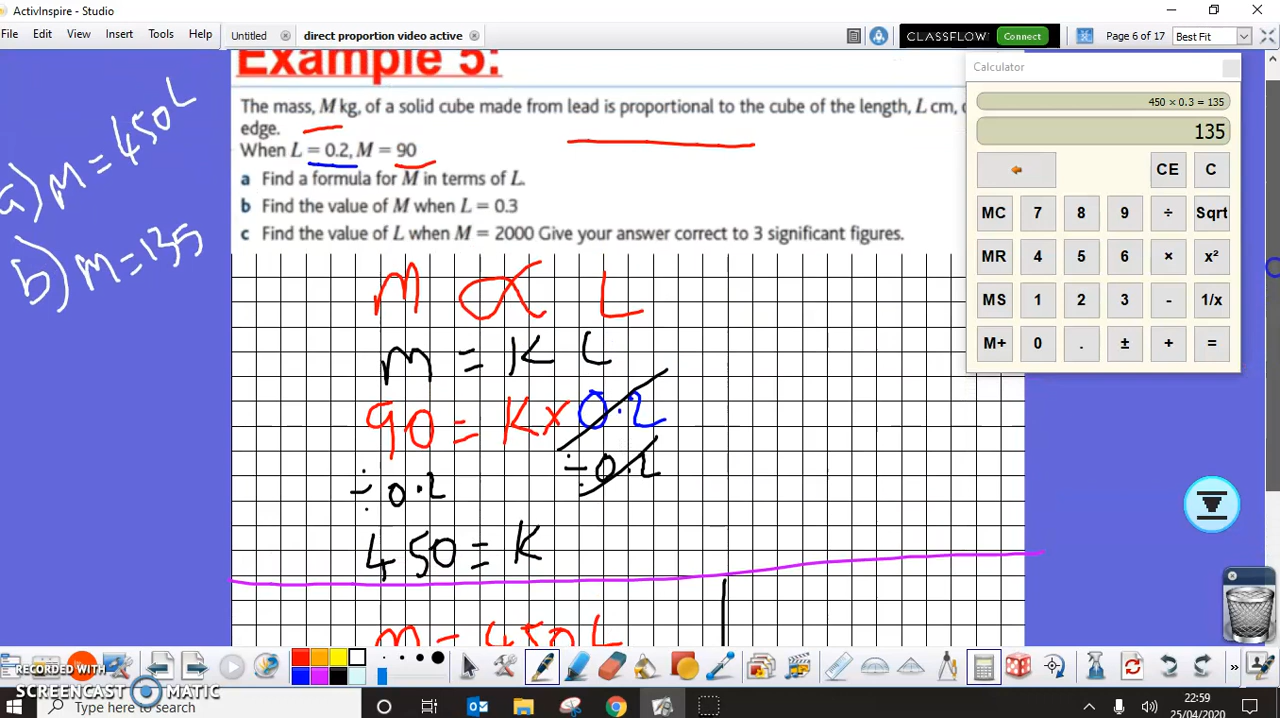 ActivInspire - Studio
File Edit View Insert Tools Help
Untitled
direct proportion video active
CLASSFLOW Connect
Page 6 of 17
Best Fit
Example 5:
The mass, M kg, of a solid cube made from lead is proportional to the cube of the length, L cm,
edge.
When L = 0.2, M = 90
a Find a formula for M in terms of L.
b Find the value of M when L = 0.3
c Find the value of L when M = 2000 Give your answer correct to 3 significant figures.
a) M = 450L
b) M = 135
M ∝ L
m = K L
90 = K × 0.2
÷ 0.2 ÷ 0.2
450 = K
m = 450 L
Calculator
450 × 0.3 = 135
135
CE C
MC 7 8 9 ÷ Sqrt
MR 4 5 6 × x²
MS 1 2 3 - 1/x
M+ 0 . ± + =
RECORDED WITH
SCREENCAST MATIC
Type here to search
22:59
25/04/2020